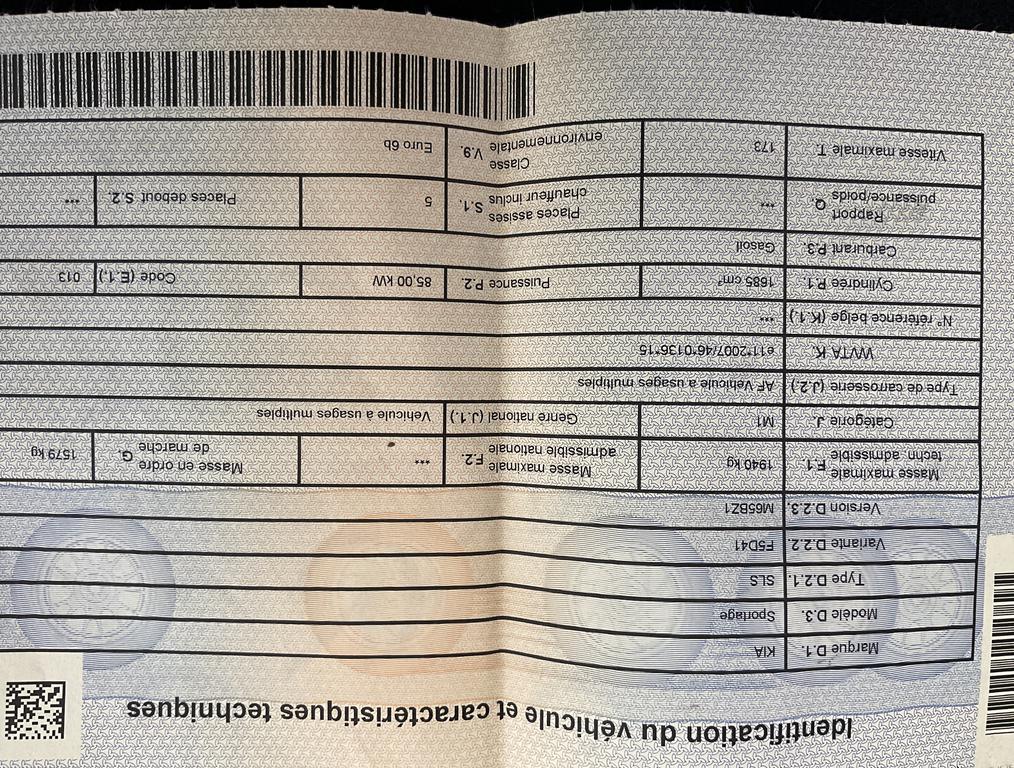 Identification du véhicule et caractéristiques techniques
Marque D.1. KIA
Modèle D.3. Sportage
Type D.2.1. SLS
Variante D.2.2. F5D41
Version D.2.3. M65BZ1
Masse maximale techn. admissible F.1. 1940 kg Masse maximale admissible nationale F.2. *** Masse en ordre de marche G. 1579 kg
Catégorie J. M1 Genre national (J.1.) Véhicule à usages multiples
Type de carrosserie (J.2.) AF Véhicule à usages multiples
WVTA K. e11*2007/46*0136*15
N° référence belge (K.1.) ***
Cylindrée P.1. 1685 cm³ Puissance P.2. 85,00 kW Code (E.1.) 013
Carburant P.3. Gasoil
Rapport puissance/poids Q. *** Places assises chauffeur inclus S.1. 5 Places debout S.2. ***
Vitesse maximale T. 173 Classe environnementale V.9. Euro 6b